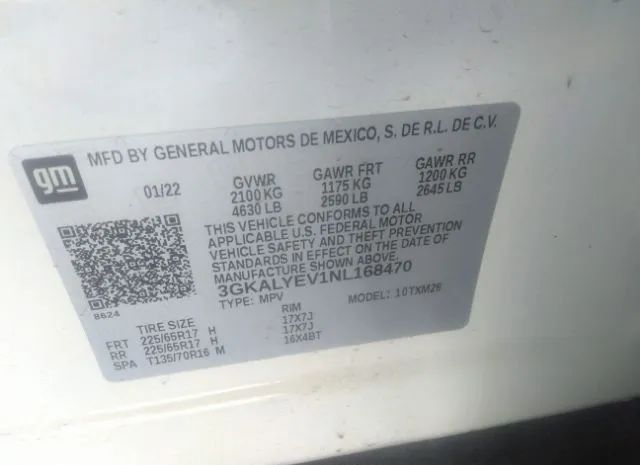 gm
MFD BY GENERAL MOTORS DE MEXICO, S. DE R.L. DE C.V.
01/22 GVWR GAWR FRT GAWR RR
2100 KG 1175 KG 1200 KG
4630 LB 2590 LB 2645 LB
THIS VEHICLE CONFORMS TO ALL
APPLICABLE U.S. FEDERAL MOTOR
VEHICLE SAFETY AND THEFT PREVENTION
STANDARDS IN EFFECT ON THE DATE OF
MANUFACTURE SHOWN ABOVE.
3GKALYEV1NL168470
8624
TYPE: MPV MODEL: 10TXM26
TIRE SIZE RIM
FRT 225/65R17 H 17X7J
RR 225/65R17 H 17X7J
SPA T135/70R16 M 16X4BT